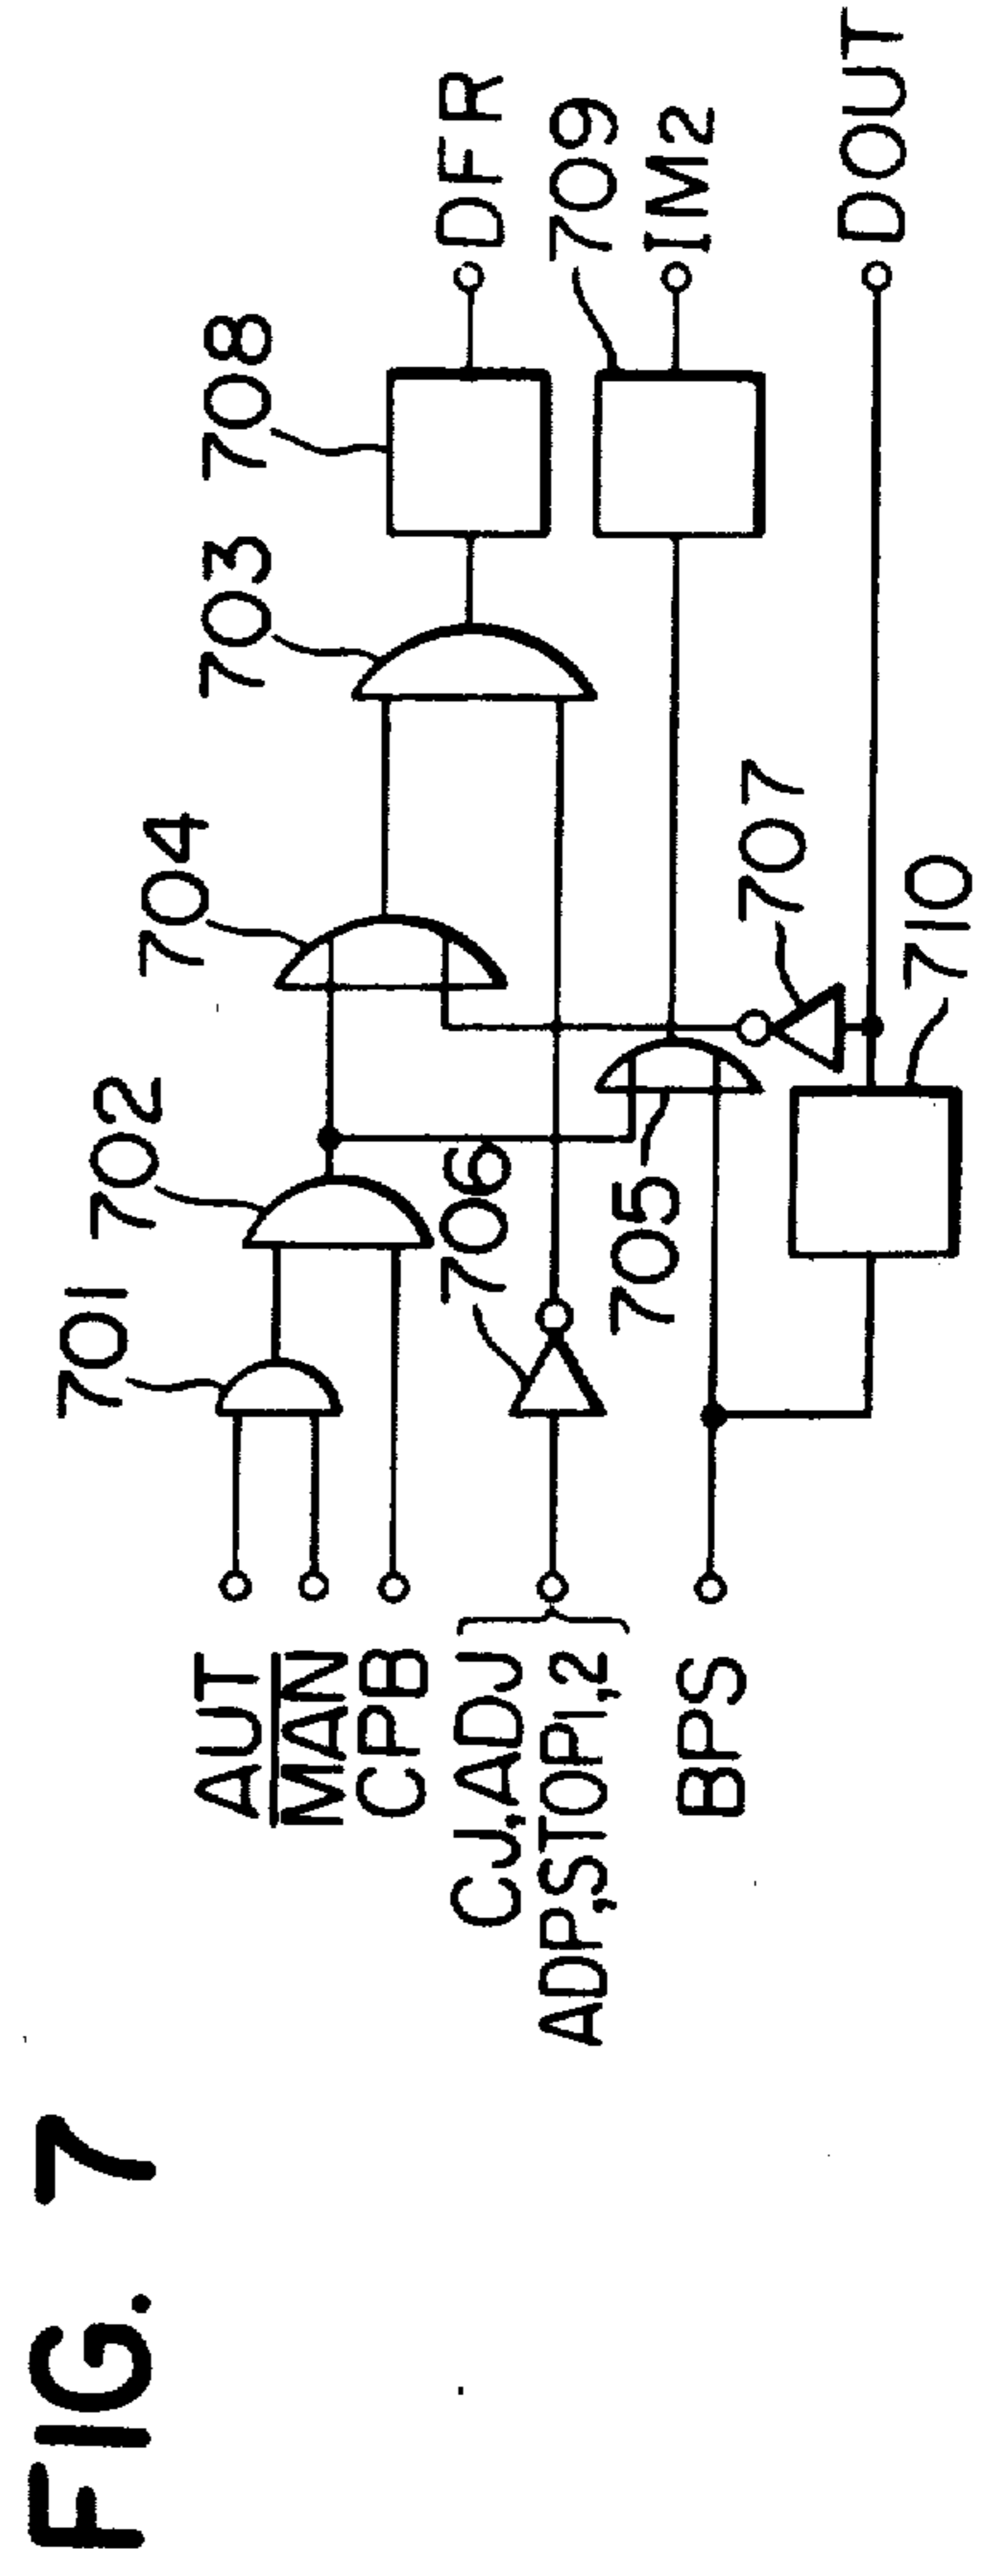 FIG. 7
701
702
704
703
708
DFR
709
IM2
DOUT
706
705
707
710
AUT
MAN
CPB
CJ,ADJ
ADP,STOP1,2
BPS